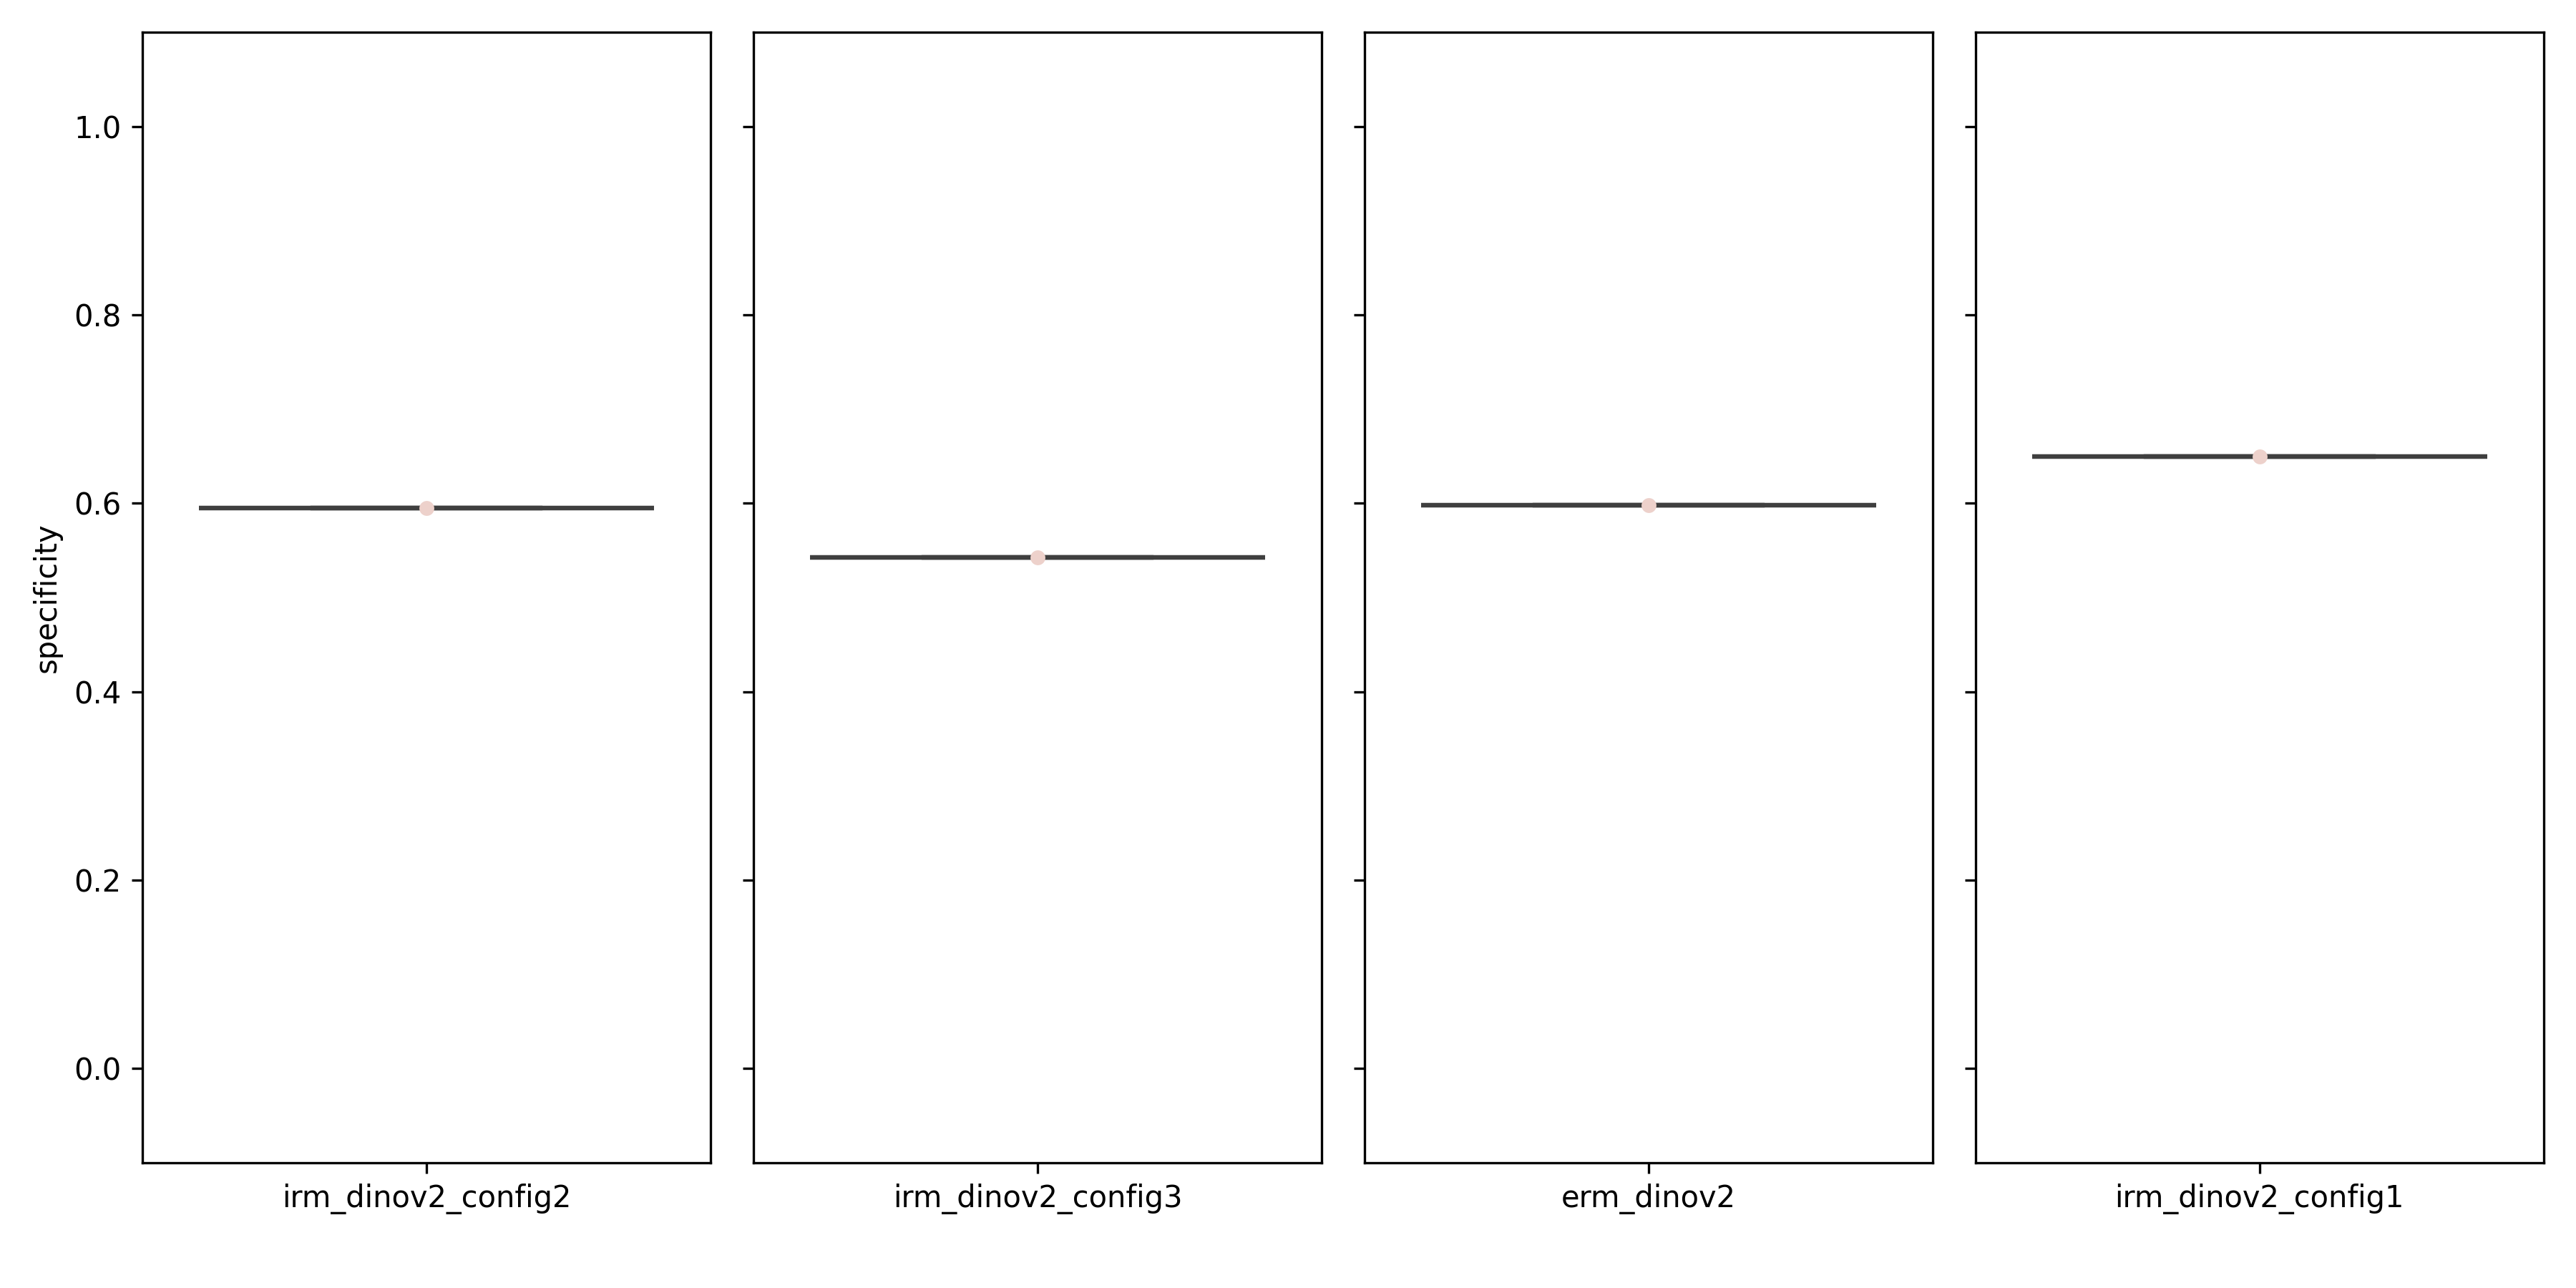 specificity
1.0
0.8
0.6
0.4
0.2
0.0
irm_dinov2_config2
irm_dinov2_config3
erm_dinov2
irm_dinov2_config1